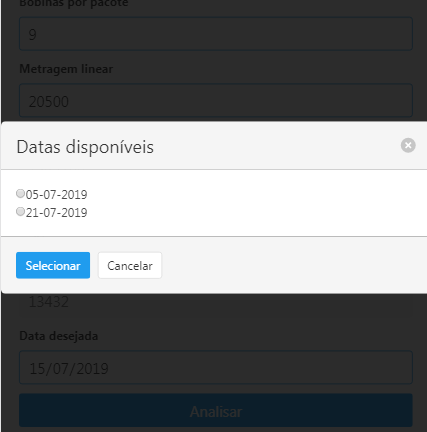 Bobinas por pacote
9
Metragem linear
20500
Datas disponíveis
05-07-2019
21-07-2019
Selecionar
Cancelar
13432
Data desejada
15/07/2019
Analisar